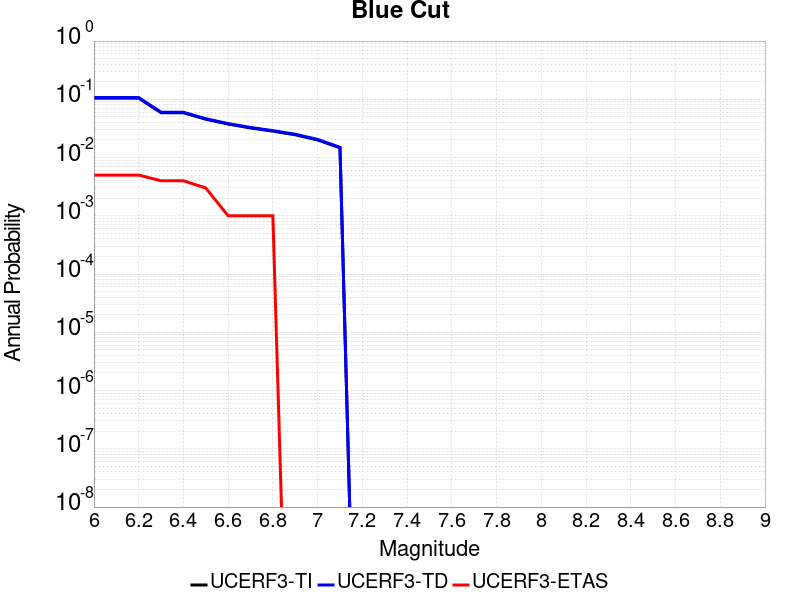 Blue Cut
10^0
10^-1
10^-2
10^-3
10^-4
10^-5
10^-6
10^-7
10^-8
Annual Probability
6 6.2 6.4 6.6 6.8 7 7.2 7.4 7.6 7.8 8 8.2 8.4 8.6 8.8 9
Magnitude
UCERF3-TI UCERF3-TD UCERF3-ETAS